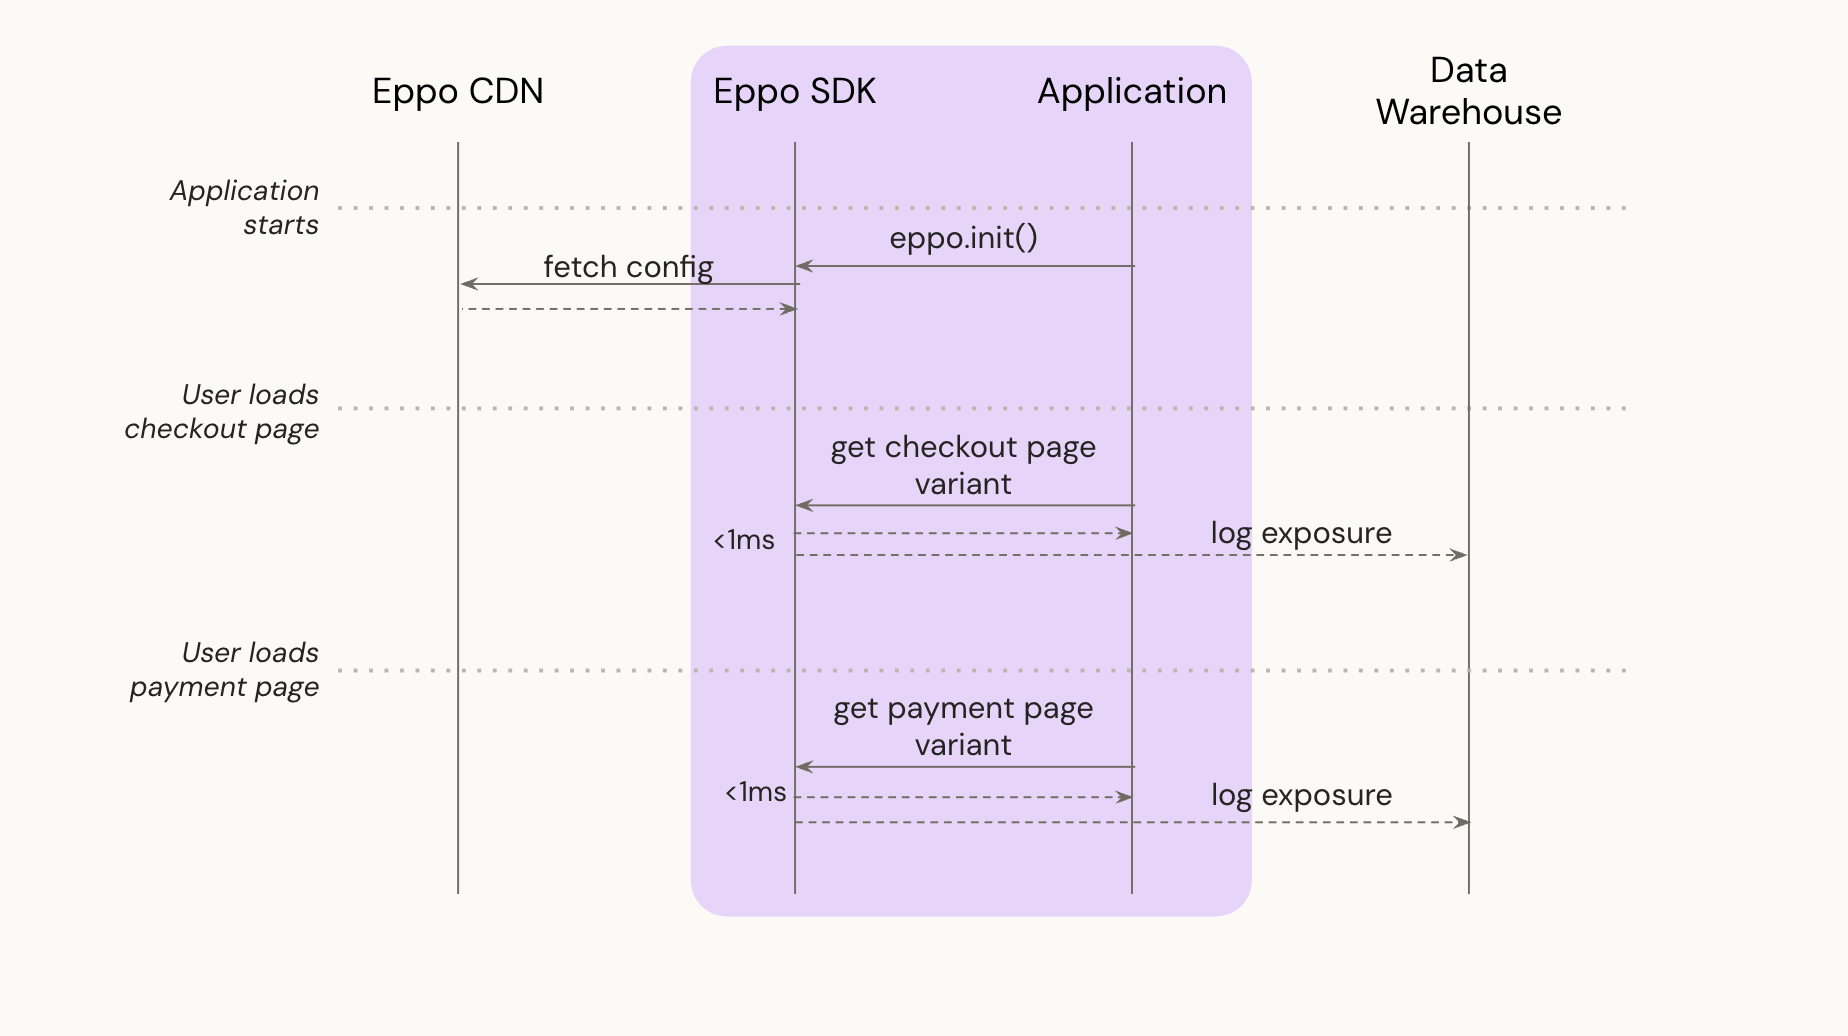 Eppo CDN
Eppo SDK
Application
Data
Warehouse
Application
starts
eppo.init()
fetch config
User loads
checkout page
get checkout page
variant
<1ms
log exposure
User loads
payment page
get payment page
variant
<1ms
log exposure